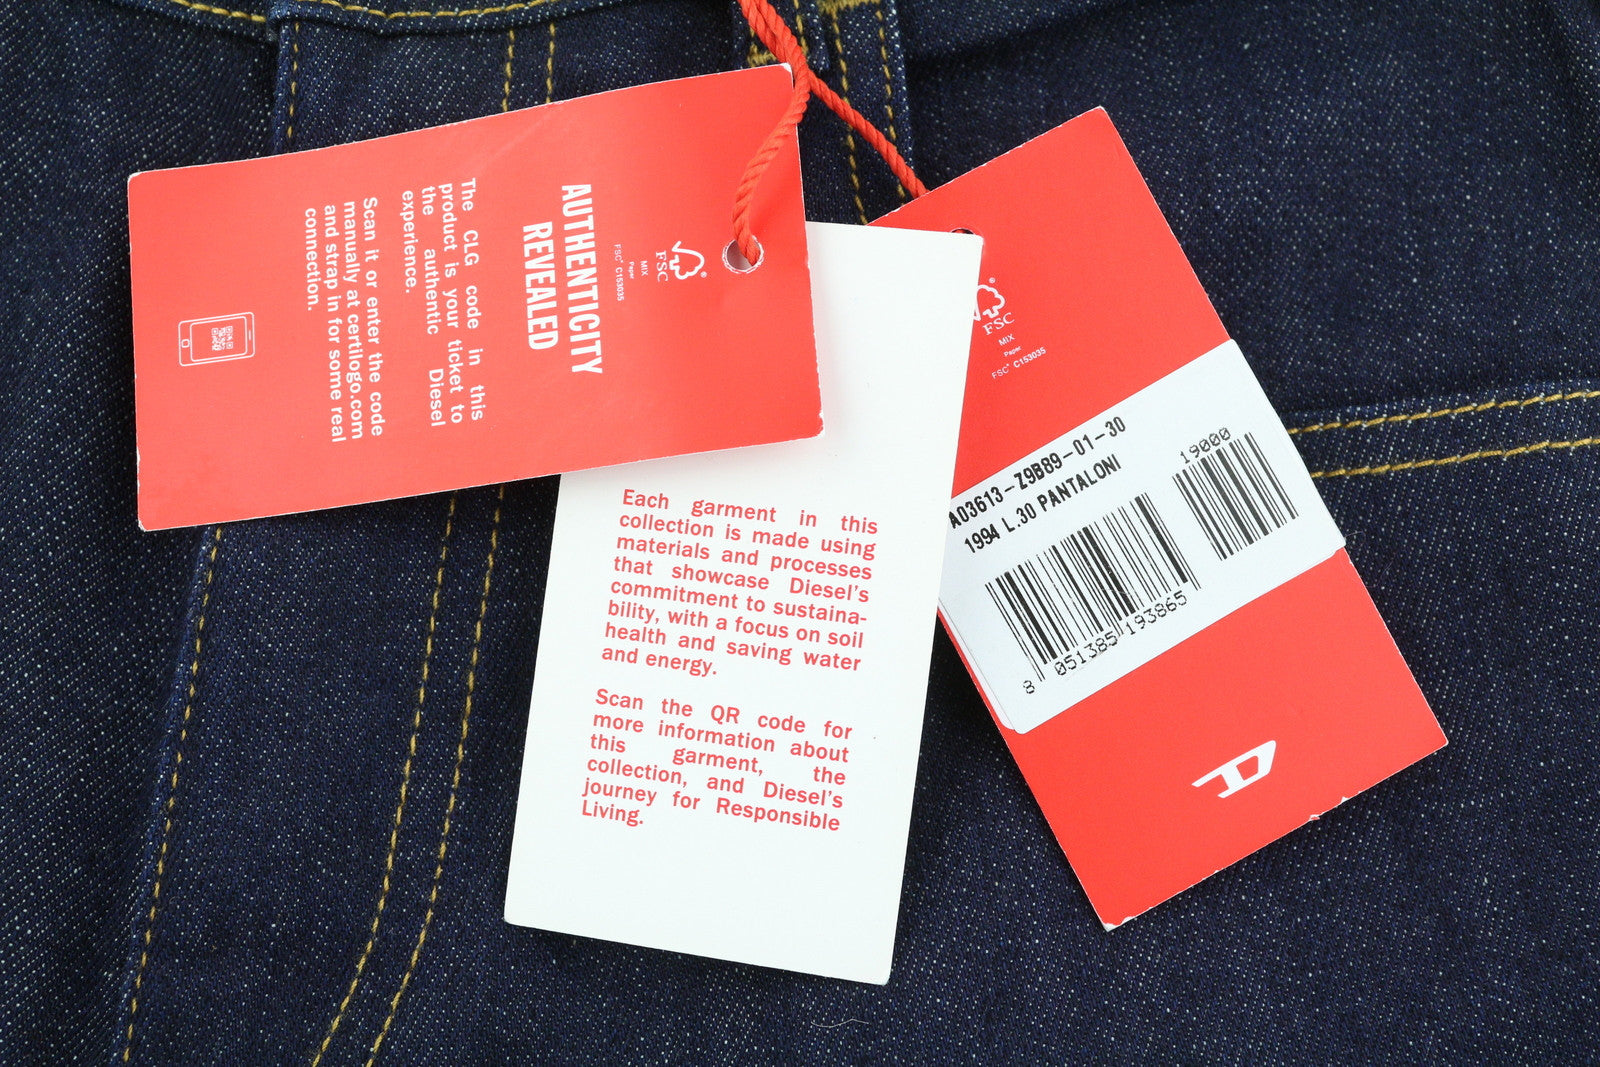 FSC
MIX
Paper
FSC® C153035
AUTHENTICITY
REVEALED
The CLG code in this
product is your ticket to
the authentic Diesel
experience.
Scan it or enter the code
manually at certilogo.com
and strap in for some real
connection.
Each garment in this
collection is made using
materials and processes
that showcase Diesel's
commitment to sustaina-
bility, with a focus on soil
health and saving water
and energy.
Scan the QR code for
more information about
this garment, the
collection, and Diesel's
journey for Responsible
Living.
FSC
MIX
Paper
FSC® C153035
A03613-Z9B89-01-30
1994 L.30 PANTALONI
19000
8 051385 193865